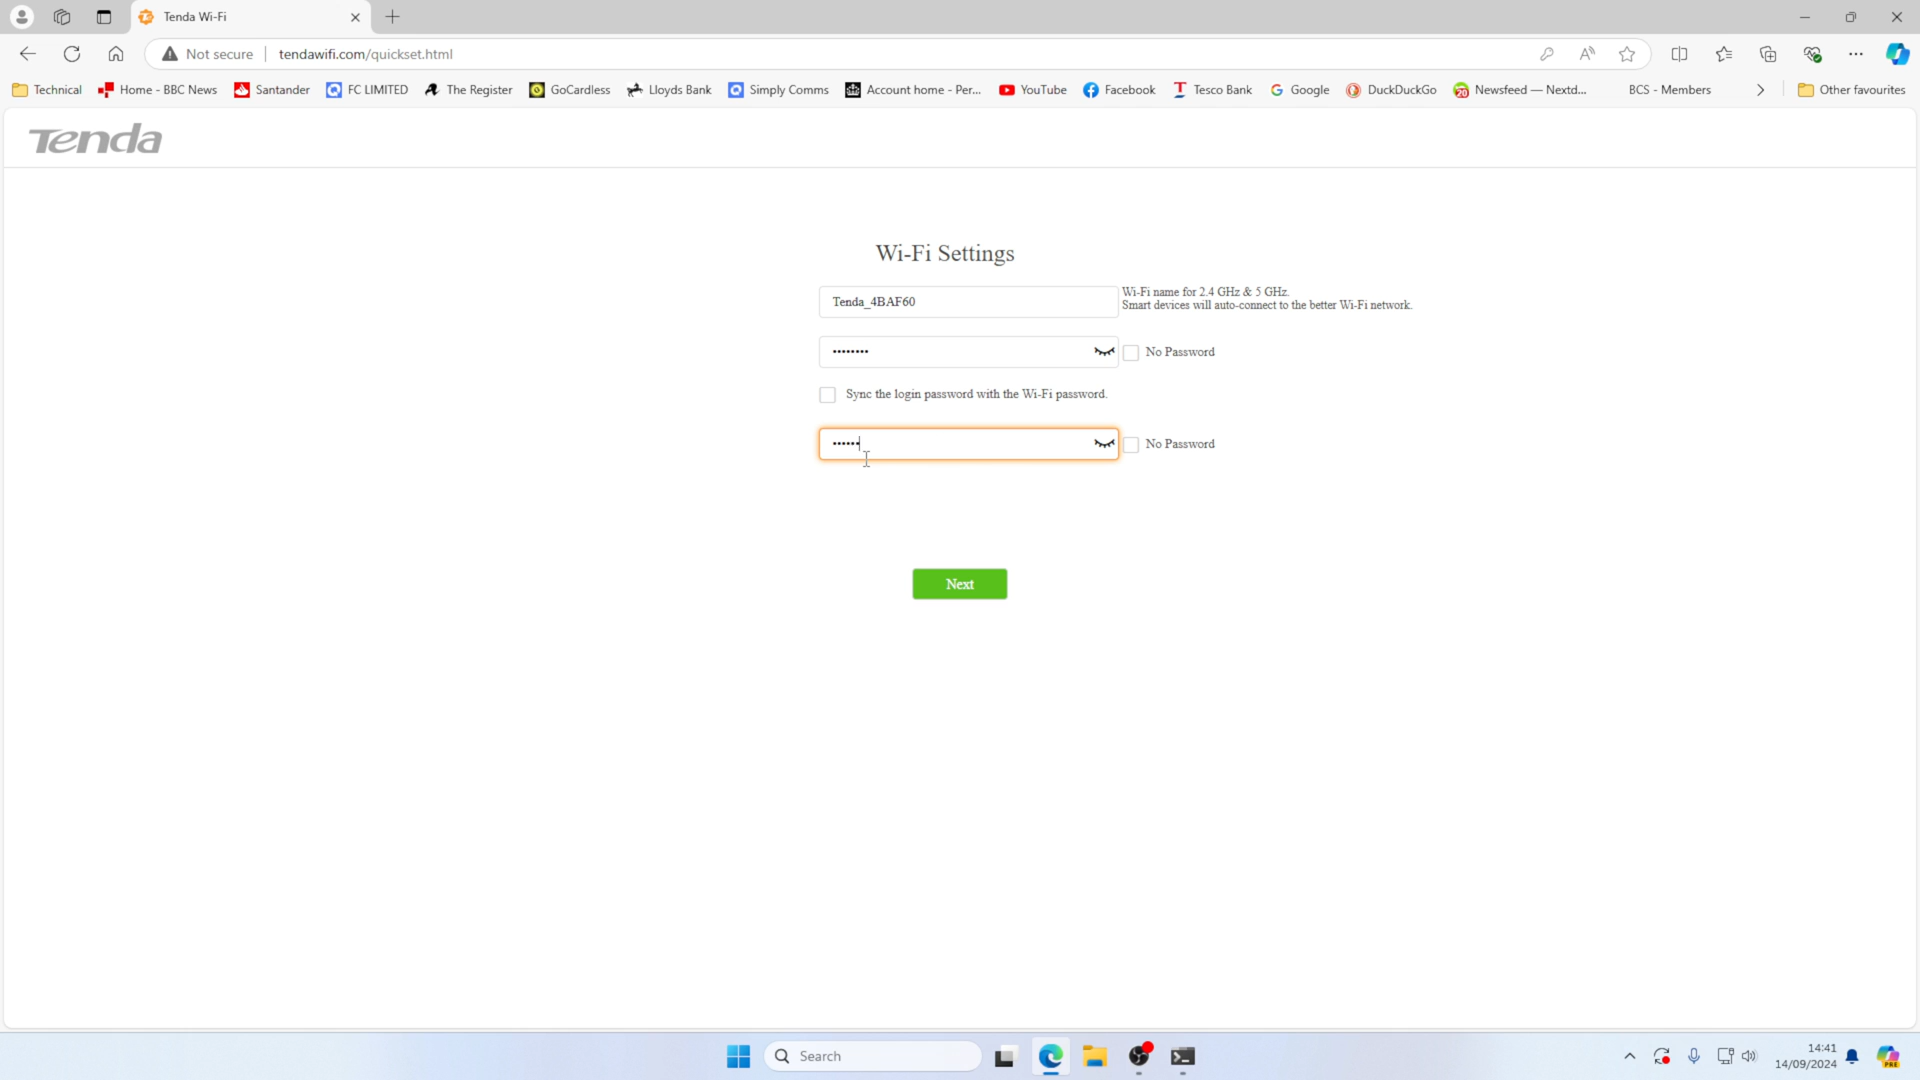 Tenda Wi-Fi
Not secure
tendawifi.com/quickset.html
Technical
Home - BBC News
Santander
FC LIMITED
The Register
GoCardless
Lloyds Bank
Simply Comms
Account home - Per...
YouTube
Facebook
Tesco Bank
Google
DuckDuckGo
Newsfeed — Nextd...
BCS - Members
Other favourites
Tenda
Wi-Fi Settings
Tenda_4BAF60
Wi-Fi name for 2.4 GHz & 5 GHz.
Smart devices will auto-connect to the better Wi-Fi network.
••••••••
No Password
Sync the login password with the Wi-Fi password.
••••••
No Password
Next
Search
14:41
14/09/2024